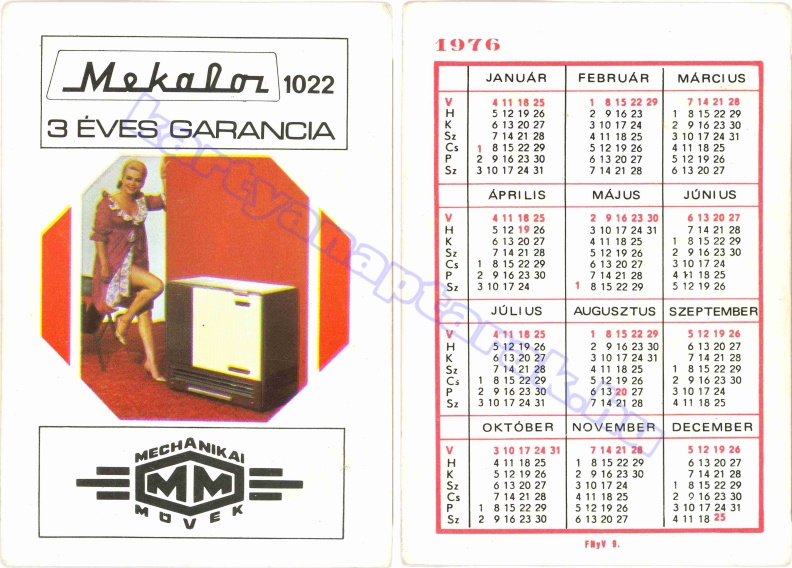 Mekalor 1022
3 ÉVES GARANCIA
MECHANIKAI
MM
MŰVEK
1976
JANUÁR FEBRUÁR MÁRCIUS
V 4 11 18 25 1 8 15 22 29 7 14 21 28
H 5 12 19 26 2 9 16 23 1 8 15 22 29
K 6 13 20 27 3 10 17 24 2 9 16 23 30
Sz 7 14 21 28 4 11 18 25 3 10 17 24 31
Cs 1 8 15 22 29 5 12 19 26 4 11 18 25
P 2 9 16 23 30 6 13 20 27 5 12 19 26
Sz 3 10 17 24 31 7 14 21 28 6 13 20 27
ÁPRILIS MÁJUS JÚNIUS
V 4 11 18 25 2 9 16 23 30 6 13 20 27
H 5 12 19 26 3 10 17 24 31 7 14 21 28
K 6 13 20 27 4 11 18 25 1 8 15 22 29
Sz 7 14 21 28 5 12 19 26 2 9 16 23 30
Cs 1 8 15 22 29 6 13 20 27 3 10 17 24
P 2 9 16 23 30 7 14 21 28 4 11 18 25
Sz 3 10 17 24 1 8 15 22 29 5 12 19 26
JÚLIUS AUGUSZTUS SZEPTEMBER
V 4 11 18 25 1 8 15 22 29 5 12 19 26
H 5 12 19 26 2 9 16 23 30 6 13 20 27
K 6 13 20 27 3 10 17 24 31 7 14 21 28
Sz 7 14 21 28 4 11 18 25 1 8 15 22 29
Cs 1 8 15 22 29 5 12 19 26 2 9 16 23 30
P 2 9 16 23 30 6 13 20 27 3 10 17 24
Sz 3 10 17 24 31 7 14 21 28 4 11 18 25
OKTÓBER NOVEMBER DECEMBER
V 3 10 17 24 31 7 14 21 28 5 12 19 26
H 4 11 18 25 1 8 15 22 29 6 13 20 27
K 5 12 19 26 2 9 16 23 30 7 14 21 28
Sz 6 13 20 27 3 10 17 24 1 8 15 22 29
Cs 7 14 21 28 4 11 18 25 2 9 16 23 30
P 1 8 15 22 29 5 12 19 26 3 10 17 24 31
Sz 2 9 16 23 30 6 13 20 27 4 11 18 25
FNyV 9.
kartyanaptarak.hu